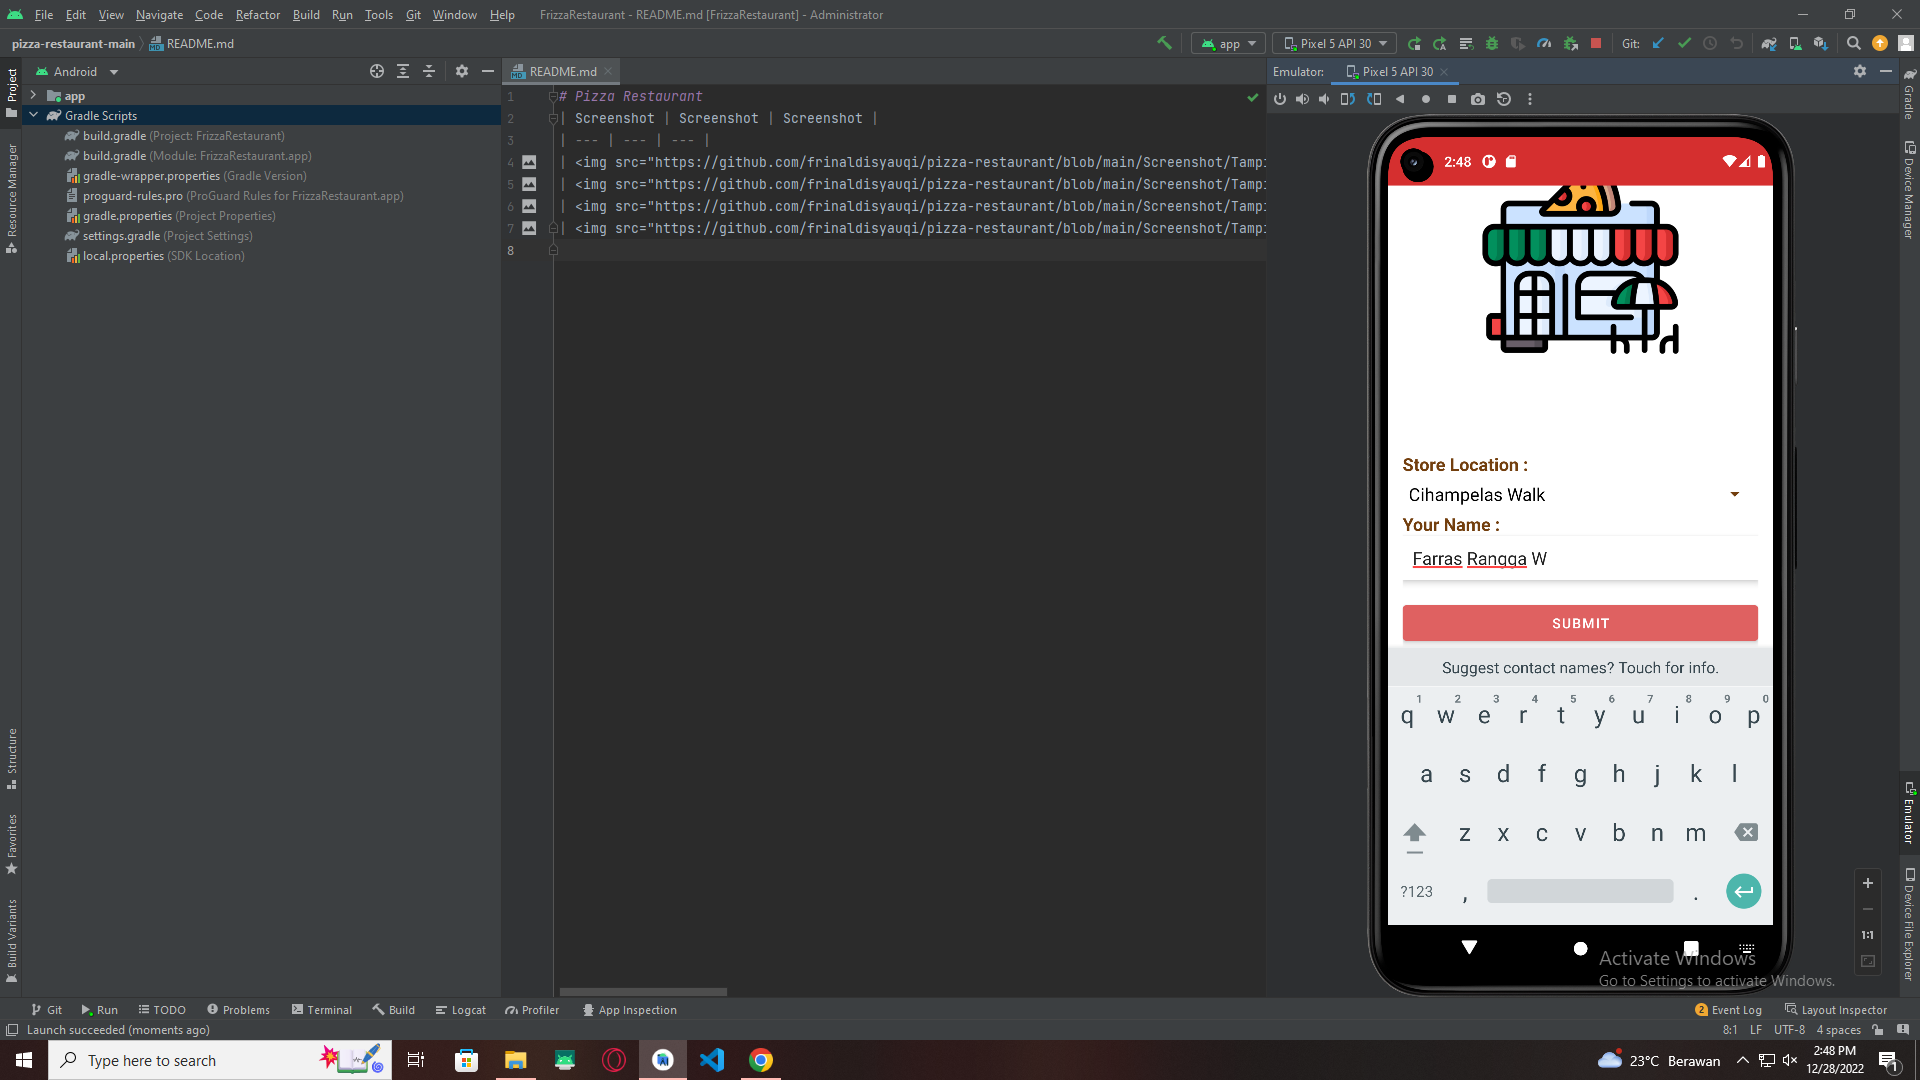 File Edit View Navigate Code Refactor Build Run Tools Git Window Help FrizzaRestaurant - README.md [FrizzaRestaurant] - Administrator
pizza-restaurant-main README.md app Pixel 5 API 30 Git:
Project Android README.md Emulator: Pixel 5 API 30 Gradle
app
Gradle Scripts
build.gradle (Project: FrizzaRestaurant)
build.gradle (Module: FrizzaRestaurant.app)
gradle-wrapper.properties (Gradle Version)
proguard-rules.pro (ProGuard Rules for FrizzaRestaurant.app)
gradle.properties (Project Properties)
settings.gradle (Project Settings)
local.properties (SDK Location)
Resource Manager
Structure
Favorites
Build Variants
1 # Pizza Restaurant
2 | Screenshot | Screenshot | Screenshot |
3 | --- | --- | --- |
4 | <img src="https://github.com/frinaldisyauqi/pizza-restaurant/blob/main/Screenshot/Tampi
5 | <img src="https://github.com/frinaldisyauqi/pizza-restaurant/blob/main/Screenshot/Tampi
6 | <img src="https://github.com/frinaldisyauqi/pizza-restaurant/blob/main/Screenshot/Tampi
7 | <img src="https://github.com/frinaldisyauqi/pizza-restaurant/blob/main/Screenshot/Tampi
8
2:48
Store Location :
Cihampelas Walk
Your Name :
Farras Rangga W
SUBMIT
Suggest contact names? Touch for info.
1 2 3 4 5 6 7 8 9 0
q w e r t y u i o p
a s d f g h j k l
z x c v b n m
?123 , .
Device Manager
Emulator
Device File Explorer
1:1
Activate Windows
Go to Settings to activate Windows.
Git Run TODO Problems Terminal Build Logcat Profiler App Inspection 2 Event Log Layout Inspector
Launch succeeded (moments ago) 8:1 LF UTF-8 4 spaces
Type here to search 23°C Berawan 2:48 PM
12/28/2022 1